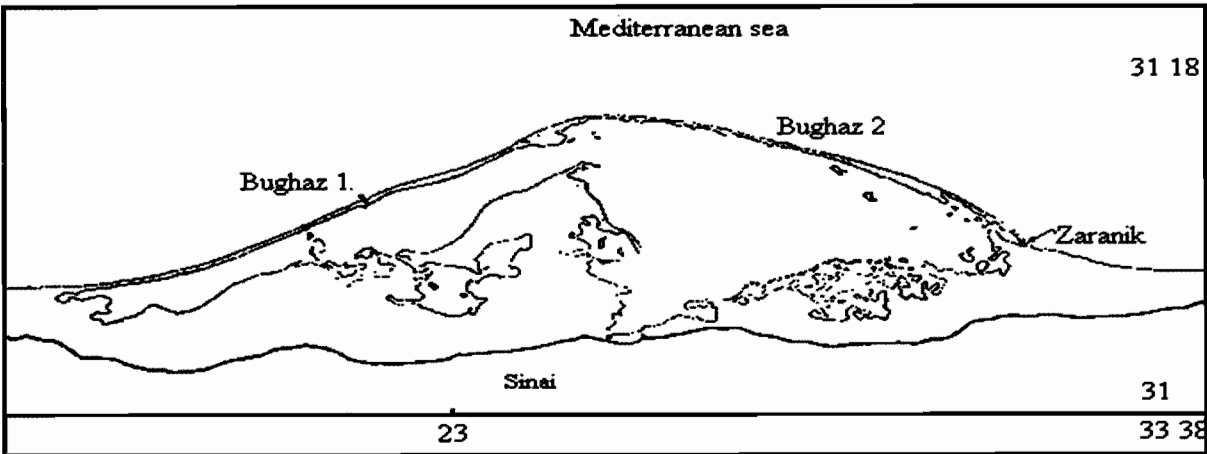 Mediterranean sea
31 18
Bughaz 2
Bughaz 1.
Zaranik
Sinai
31
23
33 38